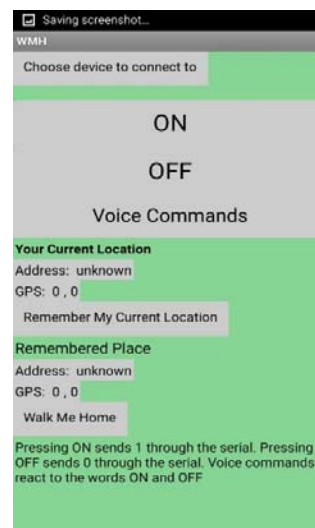 Saving screenshot...
WMH
Choose device to connect to
ON
OFF
Voice Commands
Your Current Location
Address: unknown
GPS: 0 , 0
Remember My Current Location
Remembered Place
Address: unknown
GPS: 0 , 0
Walk Me Home
Pressing ON sends 1 through the serial. Pressing
OFF sends 0 through the serial. Voice commands
react to the words ON and OFF